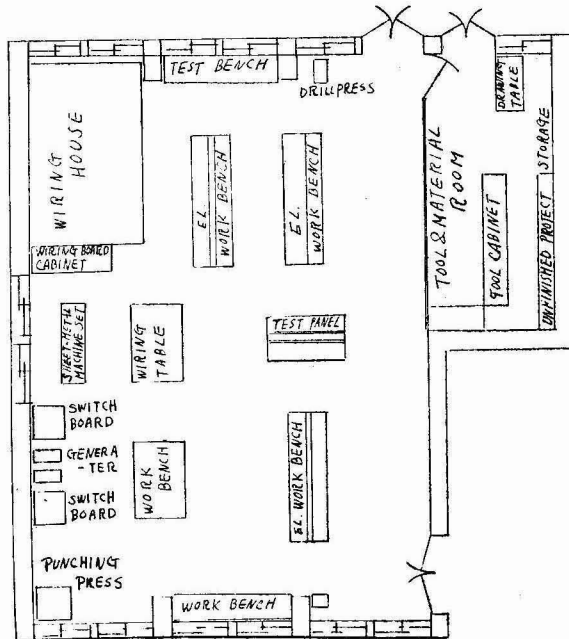 TEST BENCH
DRILLPRESS
DRAWING
TABLE
WIRING
HOUSE
EL.
WORK BENCH
EL.
WORK BENCH
TOOL & MATERIAL
ROOM
STORAGE
TOOL CABINET
UNFINISHED PROTECT
WIRING BOARD
CABINET
SHEET-METAL
MACHINE SET
WIRING
TABLE
TEST PANEL
SWITCH
BOARD
GENERA
-TER
SWITCH
BOARD
WORK
BENCH
EL. WORK BENCH
PUNCHING
PRESS
WORK BENCH